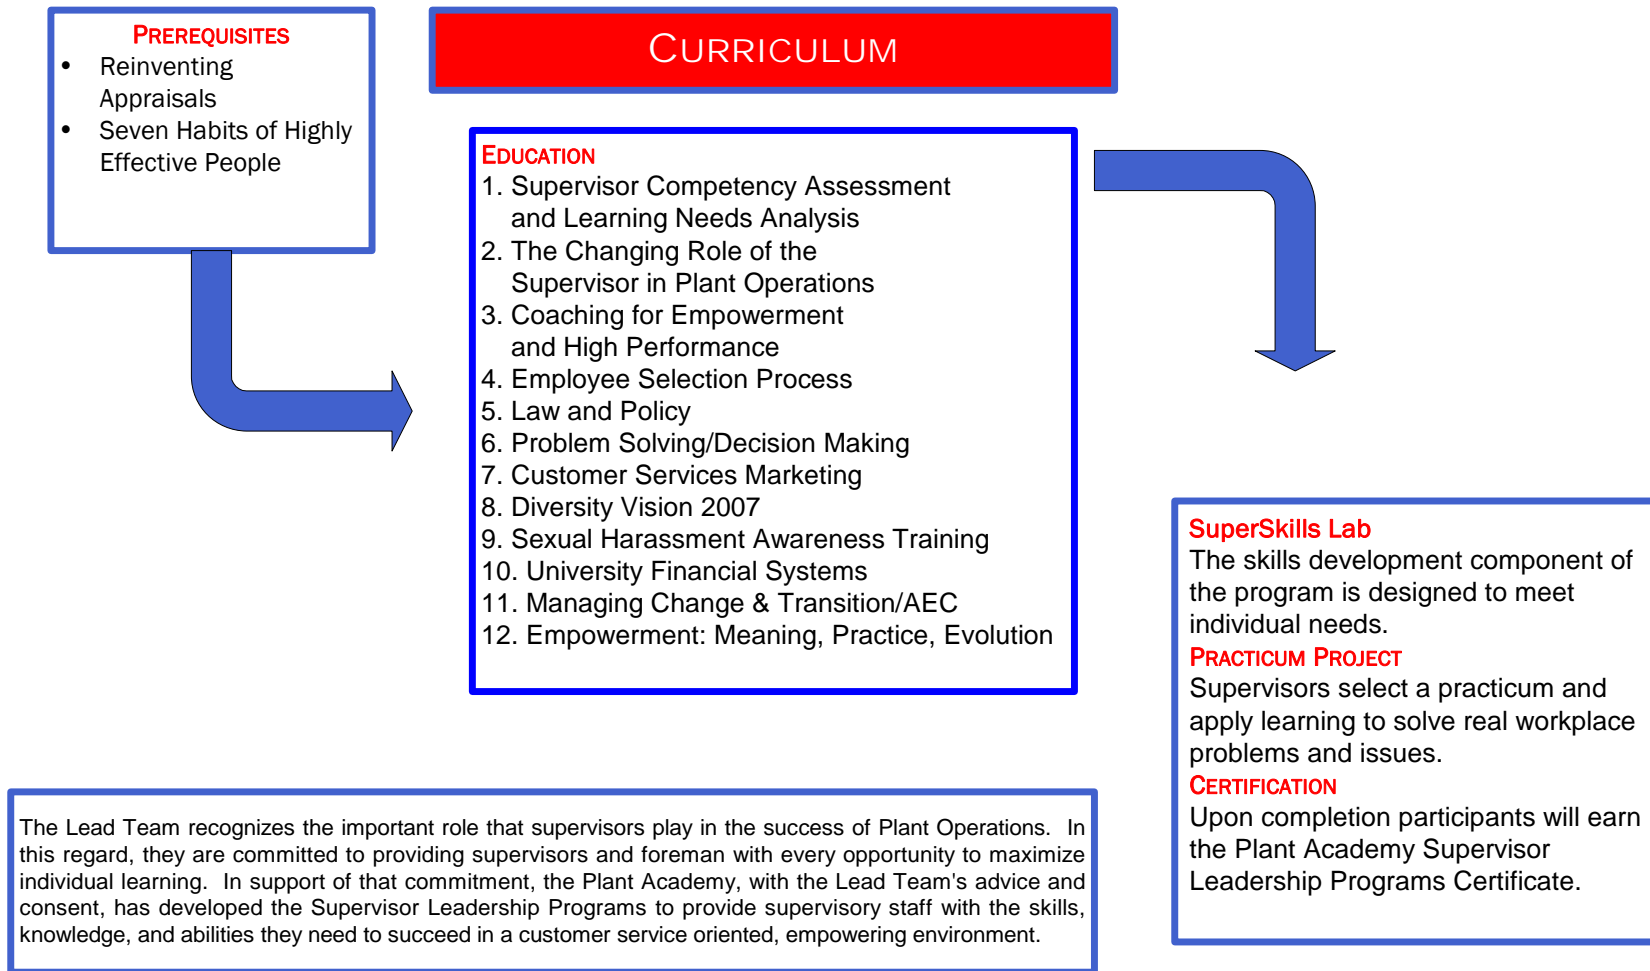 PREREQUISITES
• Reinventing
Appraisals
• Seven Habits of Highly
Effective People
CURRICULUM
EDUCATION
1. Supervisor Competency Assessment
and Learning Needs Analysis
2. The Changing Role of the
Supervisor in Plant Operations
3. Coaching for Empowerment
and High Performance
4. Employee Selection Process
5. Law and Policy
6. Problem Solving/Decision Making
7. Customer Services Marketing
8. Diversity Vision 2007
9. Sexual Harassment Awareness Training
10. University Financial Systems
11. Managing Change & Transition/AEC
12. Empowerment: Meaning, Practice, Evolution
SuperSkills Lab
The skills development component of
the program is designed to meet
individual needs.
PRACTICUM PROJECT
Supervisors select a practicum and
apply learning to solve real workplace
problems and issues.
CERTIFICATION
Upon completion participants will earn
the Plant Academy Supervisor
Leadership Programs Certificate.
The Lead Team recognizes the important role that supervisors play in the success of Plant Operations. In
this regard, they are committed to providing supervisors and foreman with every opportunity to maximize
individual learning. In support of that commitment, the Plant Academy, with the Lead Team's advice and
consent, has developed the Supervisor Leadership Programs to provide supervisory staff with the skills,
knowledge, and abilities they need to succeed in a customer service oriented, empowering environment.